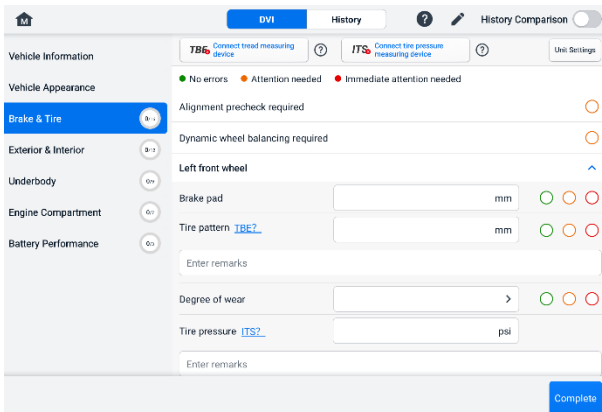 M
DVI
History
?
History Comparison
Vehicle Information
Vehicle Appearance
Brake & Tire
Exterior & Interior
Underbody
Engine Compartment
Battery Performance
TBE Connect tread measuring
device
?
ITS Connect tire pressure
measuring device
?
Unit Settings
No errors
Attention needed
Immediate attention needed
Alignment precheck required
Dynamic wheel balancing required
Left front wheel
Brake pad
mm
Tire pattern TBE?
mm
Enter remarks
Degree of wear
Tire pressure ITS?
psi
Enter remarks
Complete